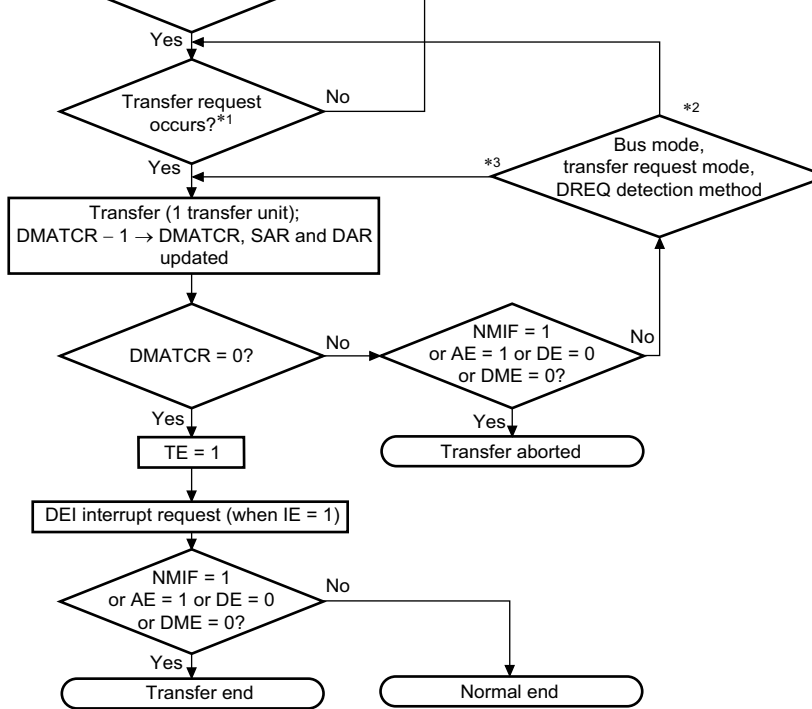 Yes
Transfer request
occurs?*1
No
*2
Bus mode,
transfer request mode,
DREQ detection method
Yes
*3
Transfer (1 transfer unit);
DMATCR – 1 → DMATCR, SAR and DAR
updated
DMATCR = 0?
No
NMIF = 1
or AE = 1 or DE = 0
or DME = 0?
No
Yes
Yes
TE = 1
Transfer aborted
DEI interrupt request (when IE = 1)
NMIF = 1
or AE = 1 or DE = 0
or DME = 0?
No
Yes
Transfer end
Normal end